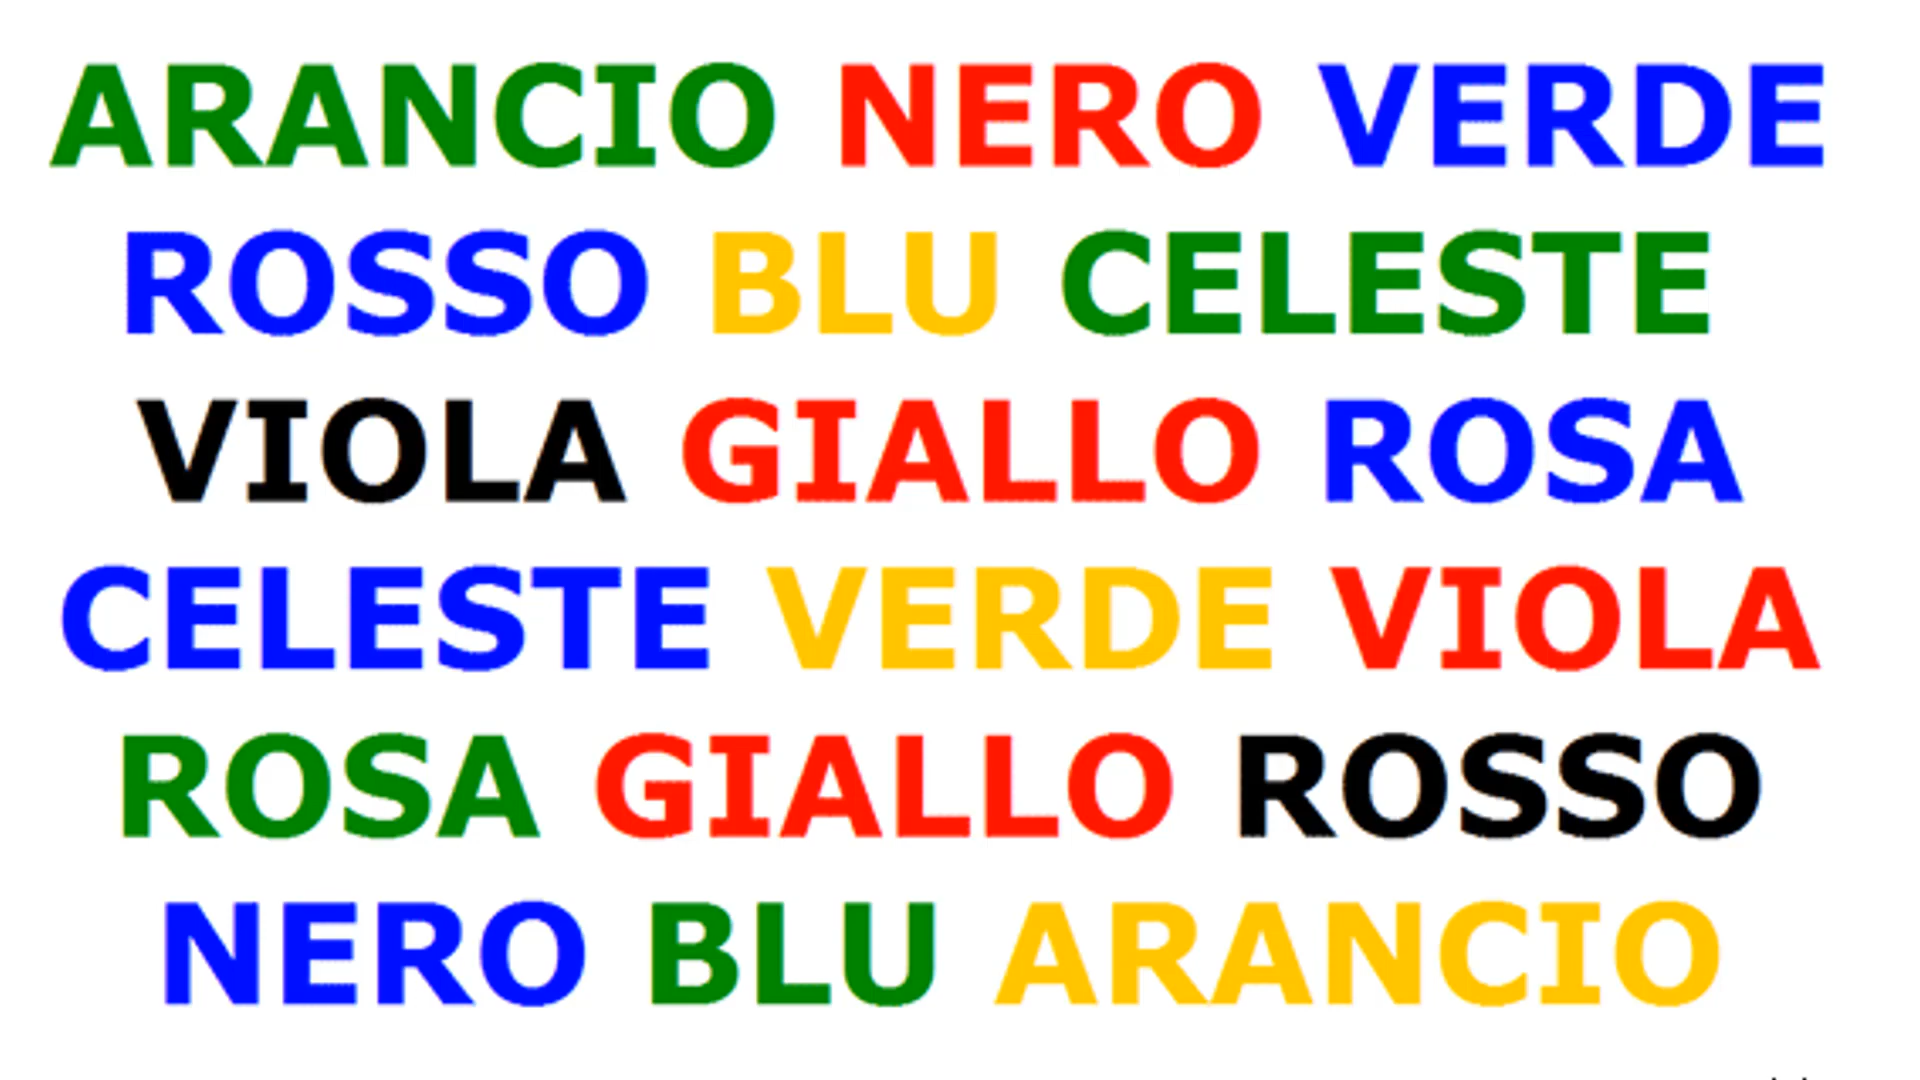 ARANCIO NERO VERDE
ROSSO BLU CELESTE
VIOLA GIALLO ROSA
CELESTE VERDE VIOLA
ROSA GIALLO ROSSO
NERO BLU ARANCIO